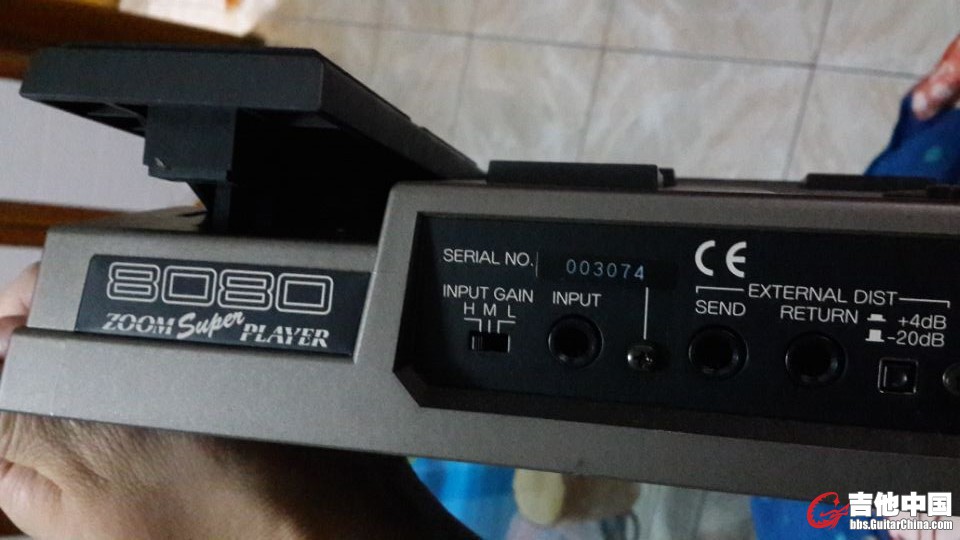 8080
ZOOM Super PLAYER
SERIAL NO. 003074
INPUT GAIN
H M L
INPUT
EXTERNAL DIST
SEND
RETURN
+4dB
-20dB
吉他中国
bbs.GuitarChina.com